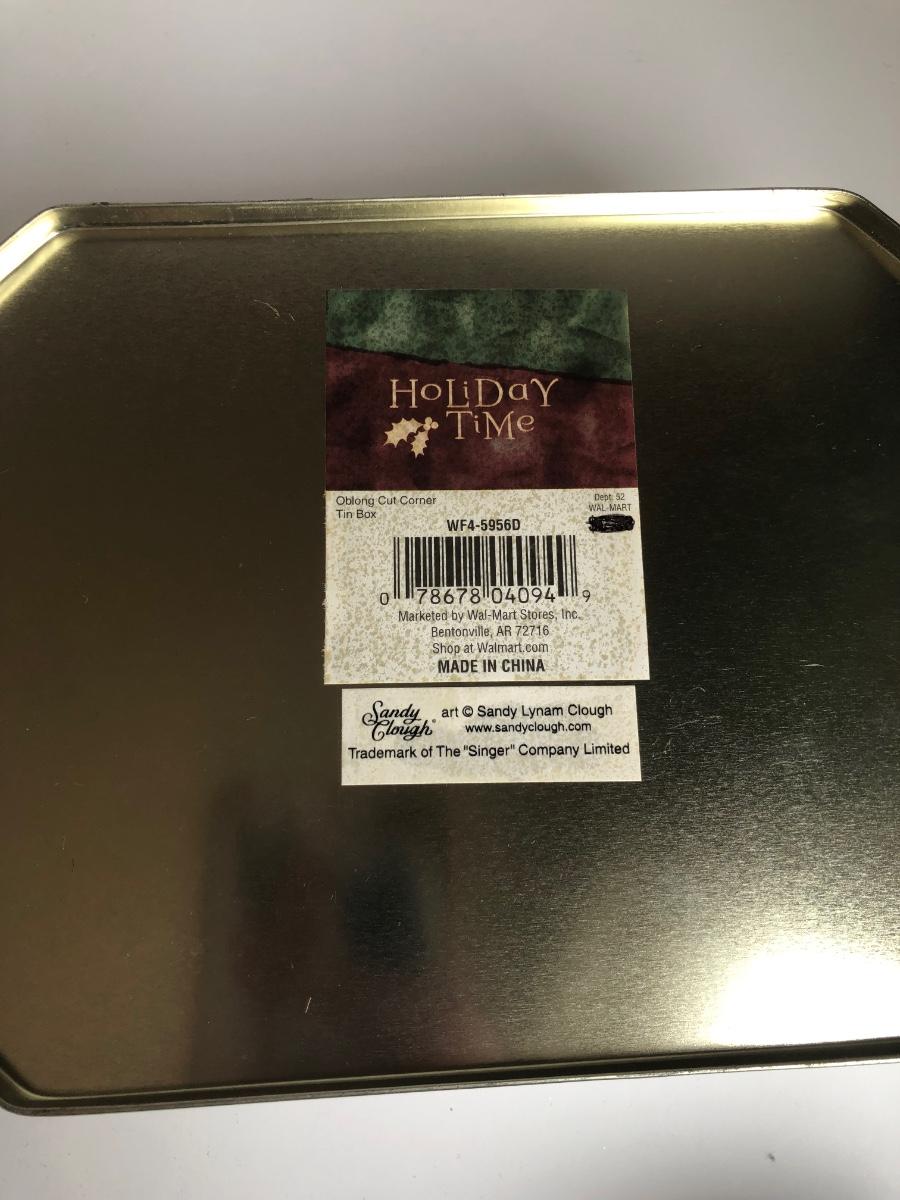 HoLiDaY
TiMe
Oblong Cut Corner
Tin Box
Dept: 52
WAL-MART
WF4-5956D
0 78678 04094 9
Marketed by Wal-Mart Stores, Inc.
Bentonville, AR 72716
Shop at Walmart.com
MADE IN CHINA
Sandy Clough®
art © Sandy Lynam Clough
www.sandyclough.com
Trademark of The "Singer" Company Limited